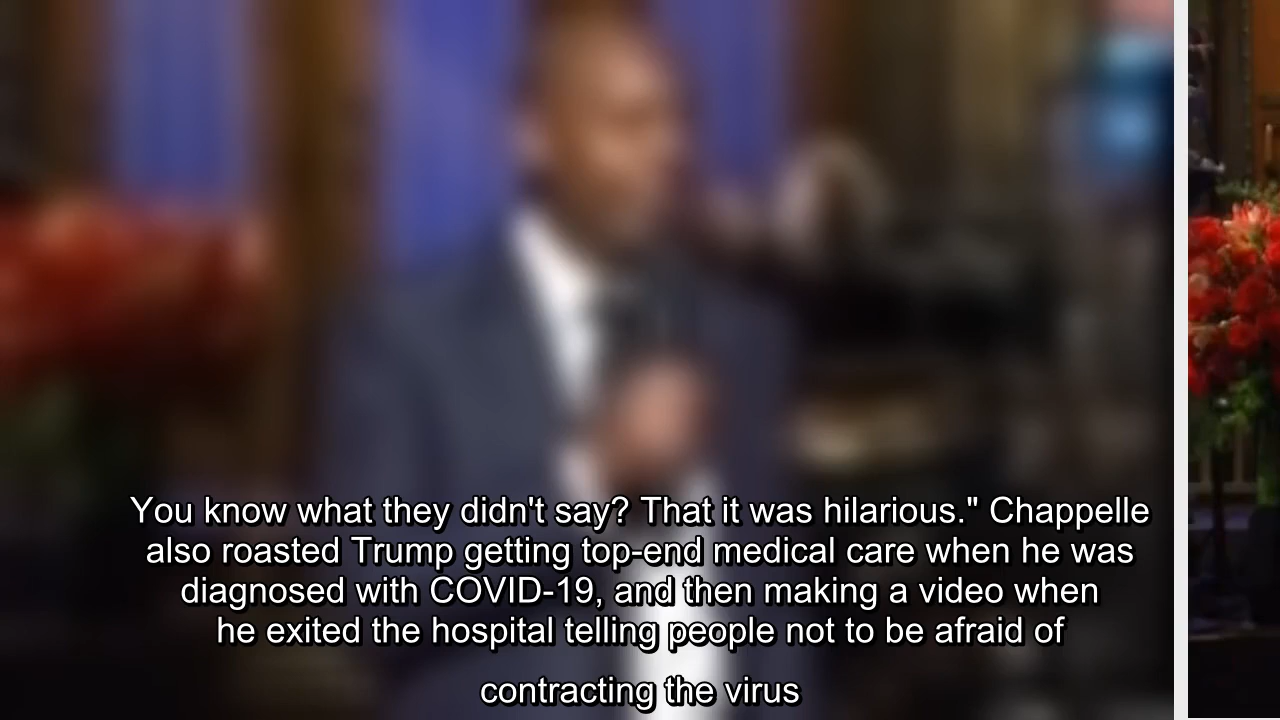 You know what they didn't say? That it was hilarious." Chappelle
also roasted Trump getting top-end medical care when he was
diagnosed with COVID-19, and then making a video when
he exited the hospital telling people not to be afraid of
contracting the virus